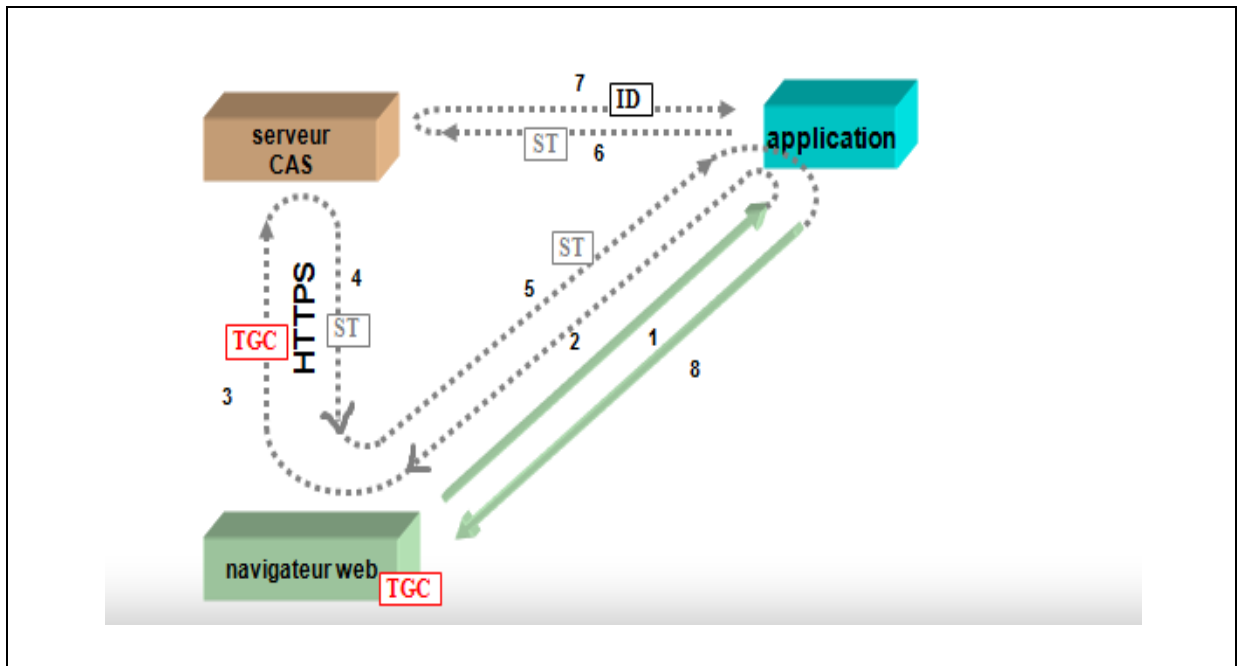 7
ID
serveur
CAS
application
ST
6
ST
HTTPS
4
5
TGC
ST
2
1
8
3
navigateur web
TGC